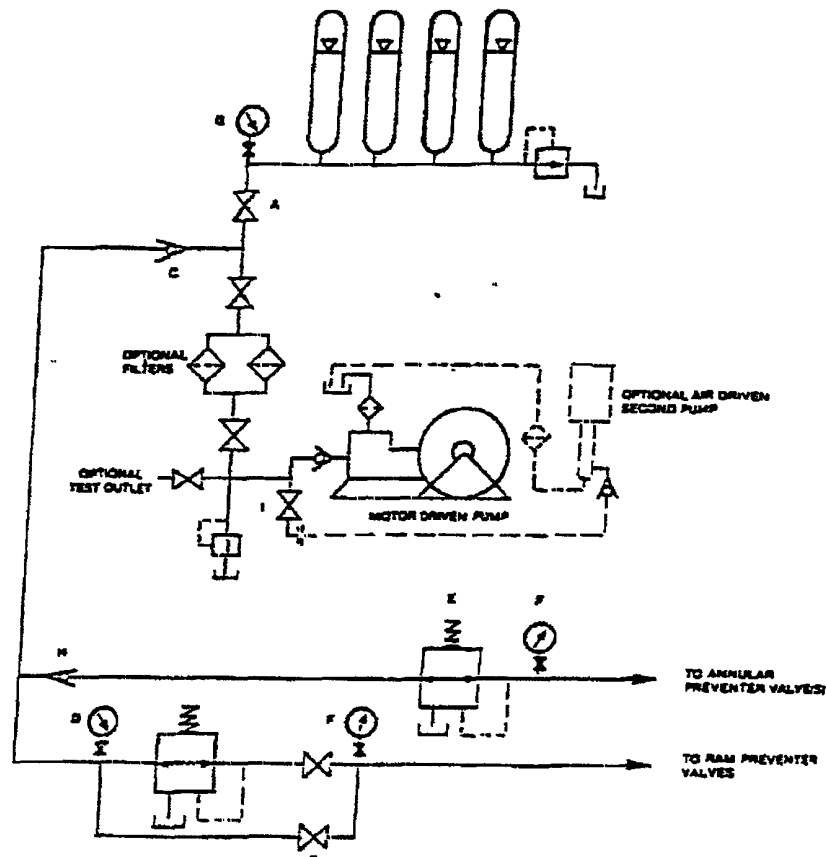 A
C
OPTIONAL
FILTERS
OPTIONAL AIR DRIVEN
SECOND PUMP
OPTIONAL
TEST OUTLET
I
MOTOR DRIVEN PUMP
F
H
TO ANNULAR
PREVENTER VALVE(S)
F
TO RAM PREVENTER
VALVES